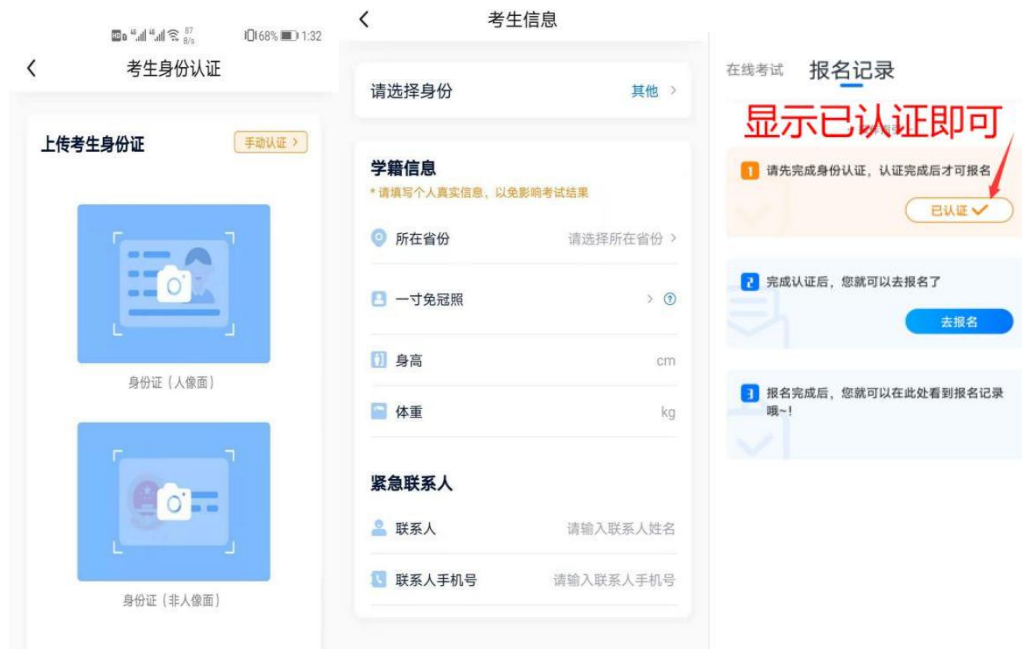 87
B/s
68%
1:32
考生身份认证
上传考生身份证
手动认证 >
身份证（人像面）
身份证（非人像面）
考生信息
请选择身份
其他 >
学籍信息
* 请填写个人真实信息，以免影响考试结果
所在省份
请选择所在省份 >
一寸免冠照
> ?
身高
cm
体重
kg
紧急联系人
联系人
请输入联系人姓名
联系人手机号
请输入联系人手机号
在线考试 报名记录
显示已认证即可
1 请先完成身份认证，认证完成后才可报名
已认证
2 完成认证后，您就可以去报名了
去报名
3 报名完成后，您就可以在此处看到报名记录
哦~!